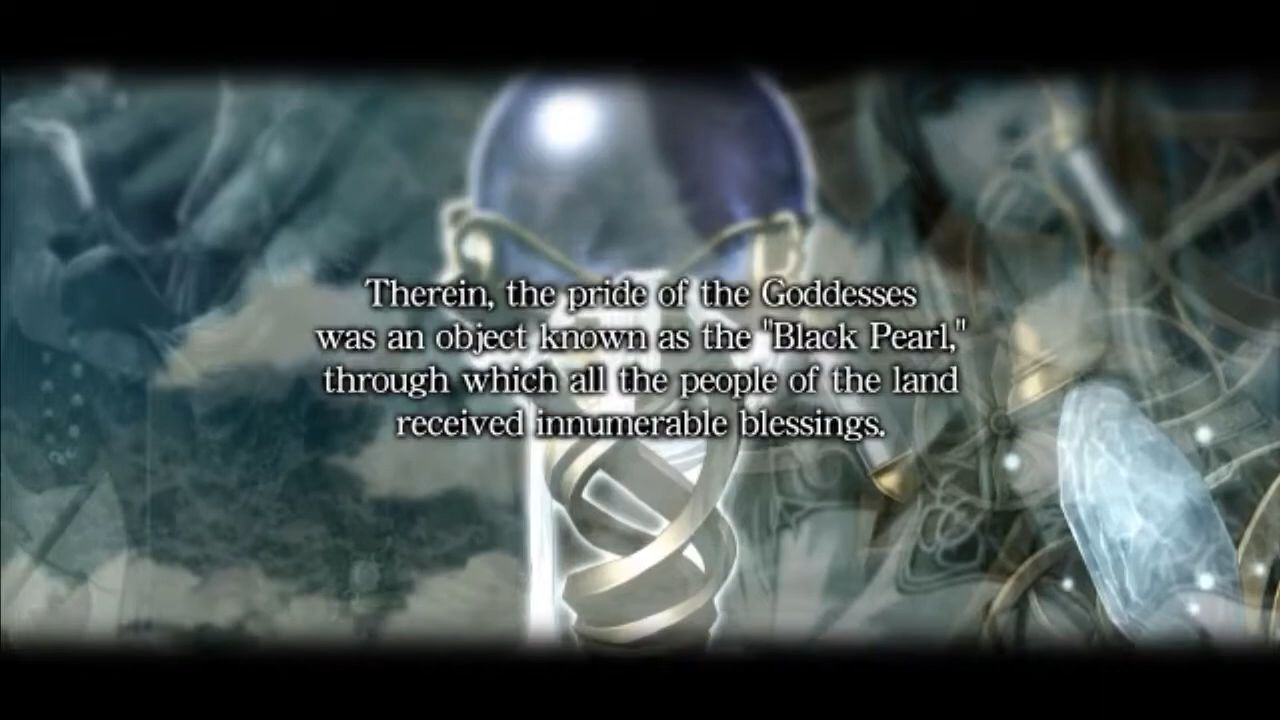 Therein, the pride of the Goddesses
was an object known as the "Black Pearl,"
through which all the people of the land
received innumerable blessings.